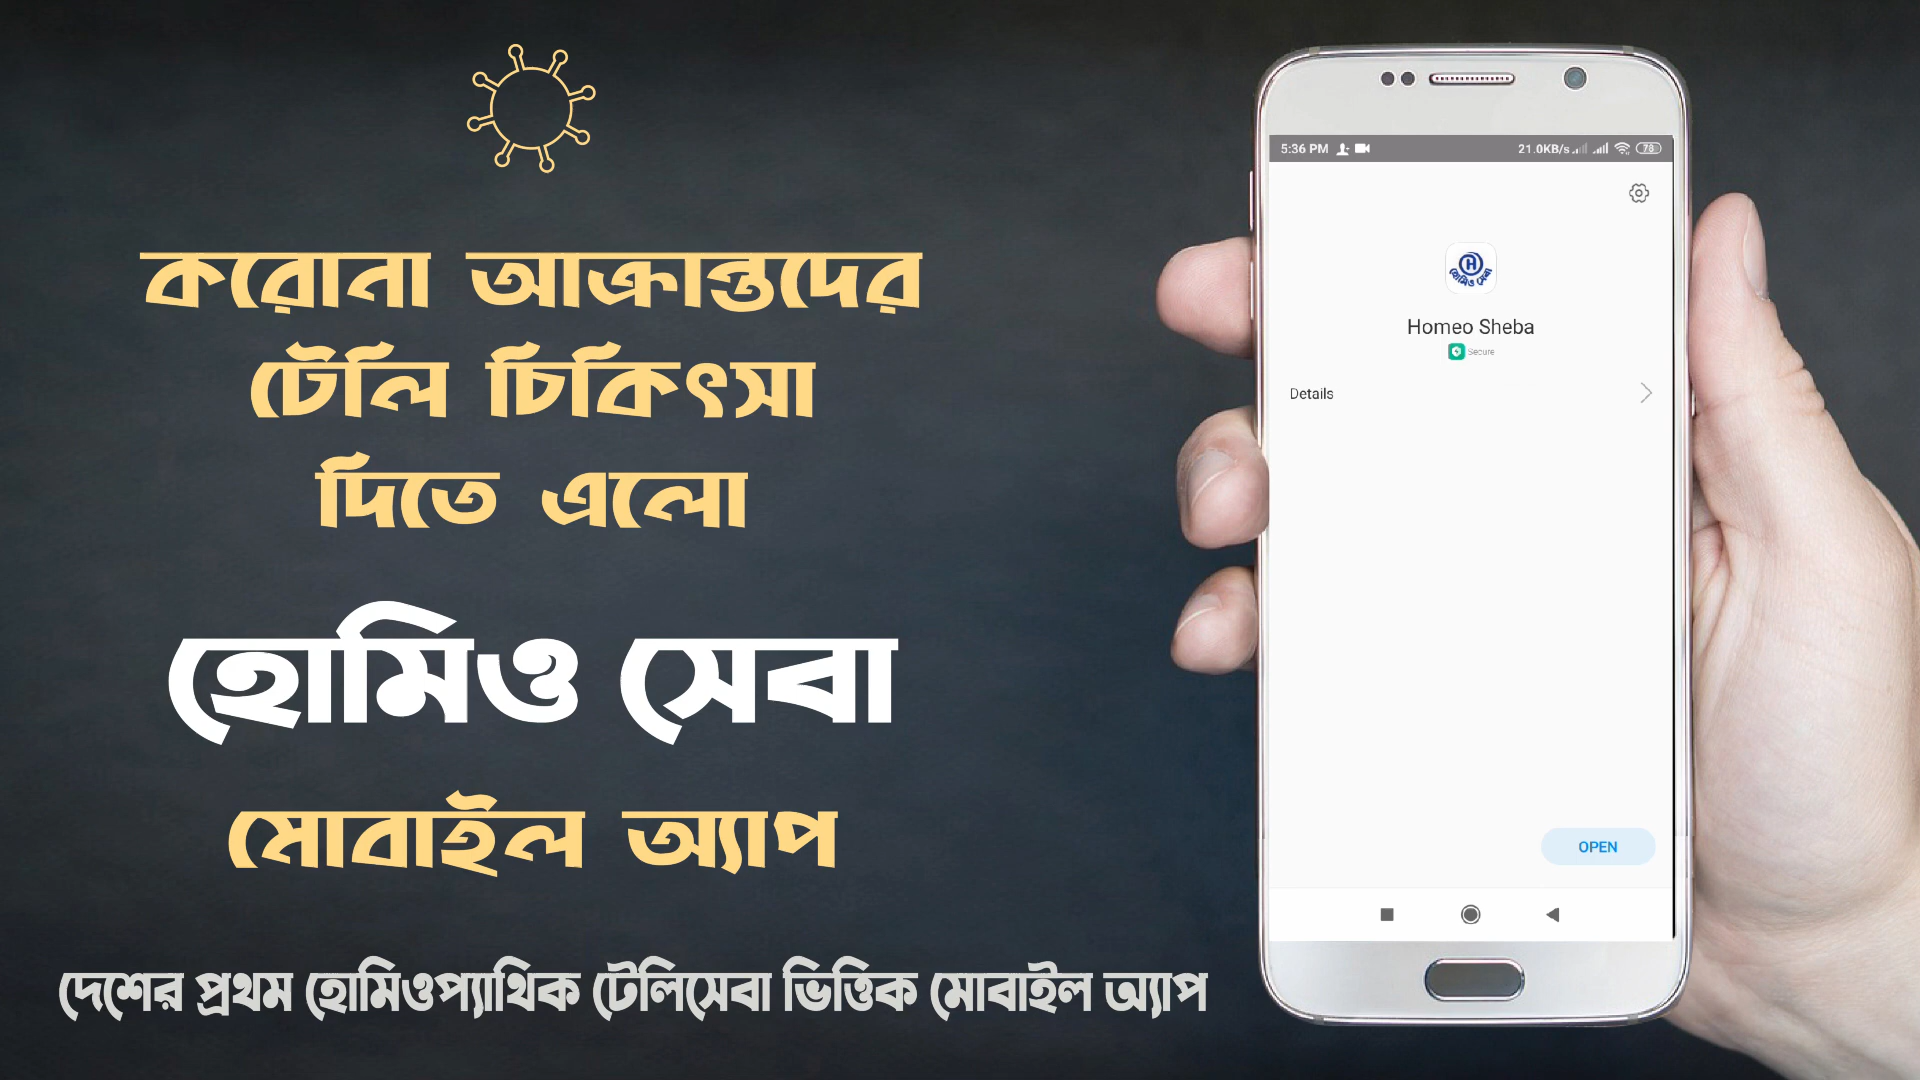 করোনা আক্রান্তদের
টেলি চিকিৎসা
দিতে এলো
হোমিও সেবা
মোবাইল অ্যাপ
দেশের প্রথম হোমিওপ্যাথিক টেলিসেবা ভিত্তিক মোবাইল অ্যাপ
5:36 PM 21.0KB/s 78
H
হোমিও সেবা
Homeo Sheba
Secure
Details
OPEN